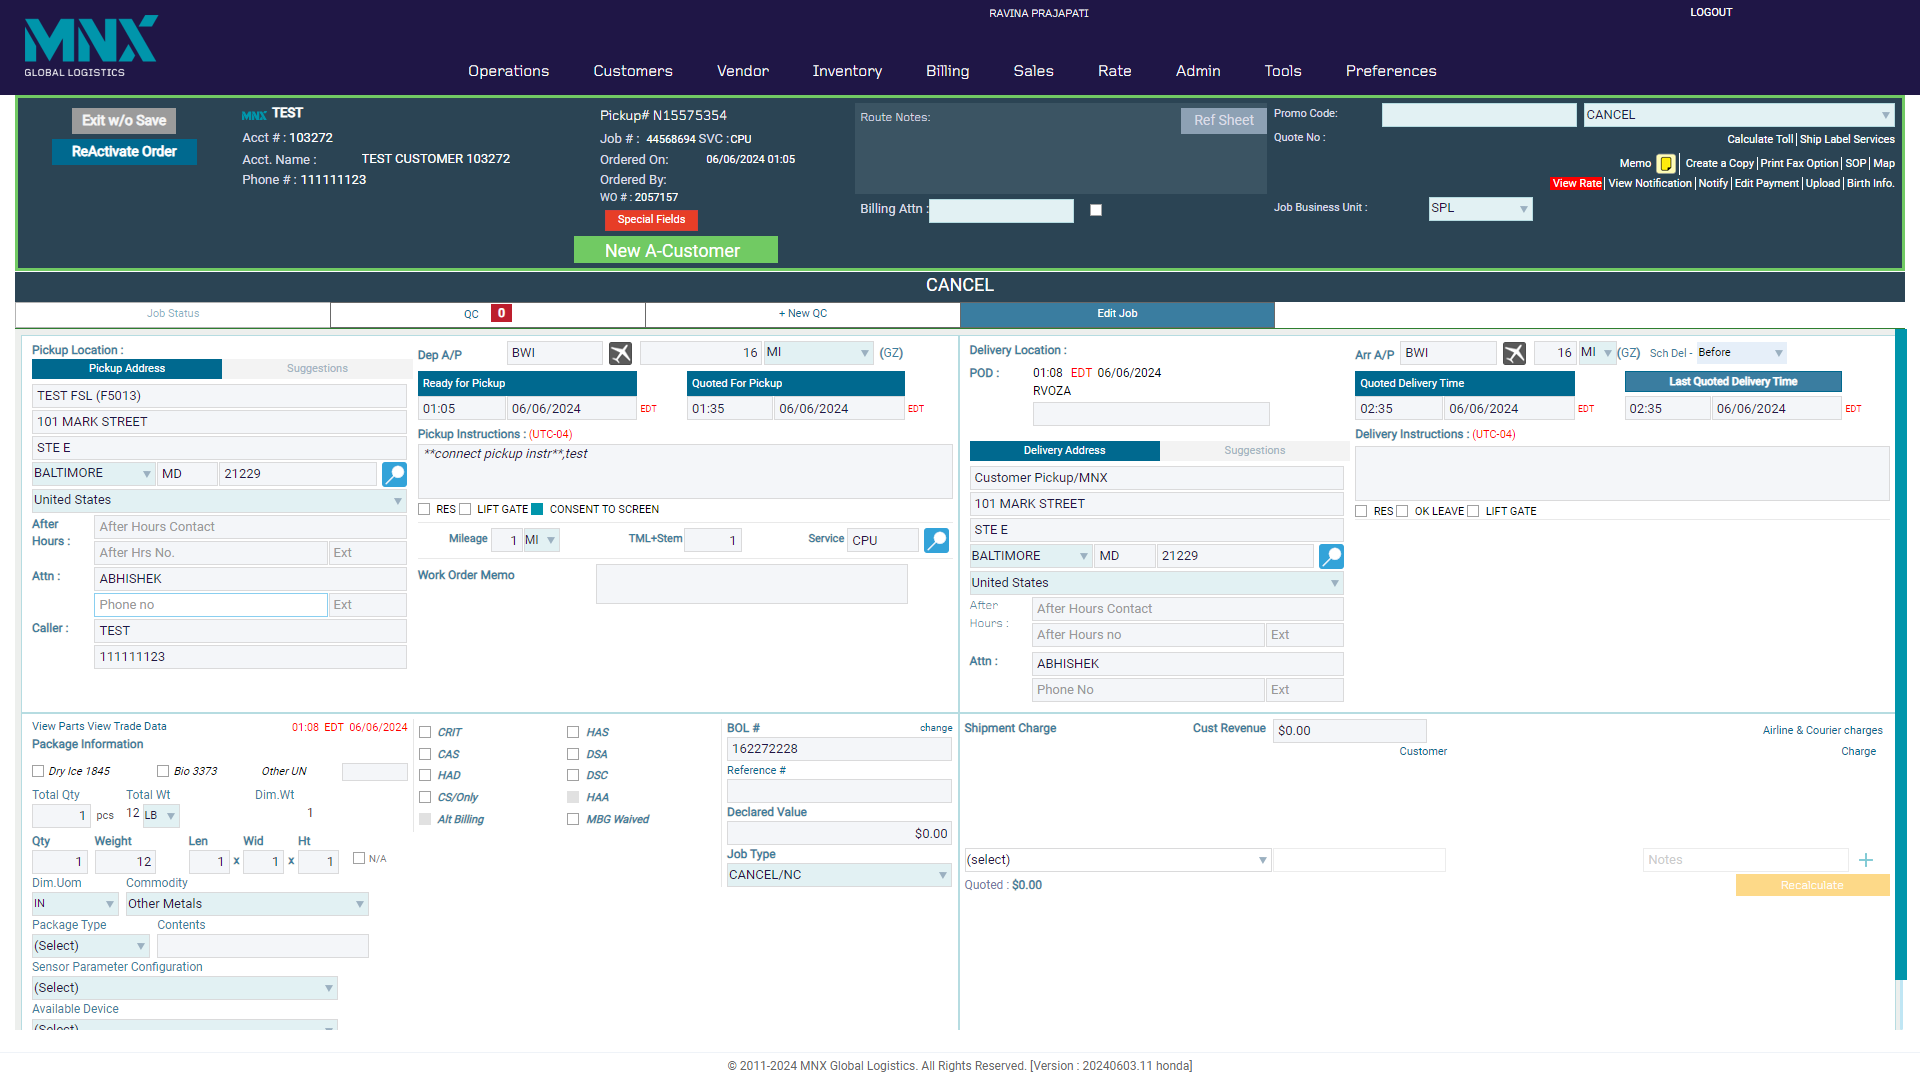 RAVINA PRAJAPATI
LOGOUT
MNX
GLOBAL LOGISTICS
Operations
Customers
Vendor
Inventory
Billing
Sales
Rate
Admin
Tools
Preferences
Exit w/o Save
ReActivate Order
MNX TEST
Acct # : 103272
Acct. Name : TEST CUSTOMER 103272
Phone # : 111111123
Pickup# N15575354
Job # : 44568694 SVC : CPU
Ordered On: 06/06/2024 01:05
Ordered By:
WO # : 2057157
Special Fields
New A-Customer
Route Notes:
Ref Sheet
Billing Attn :
Promo Code:
CANCEL
Quote No :
Calculate Toll | Ship Label Services
Memo | Create a Copy | Print Fax Option | SOP | Map
View Rate | View Notification | Notify | Edit Payment | Upload | Birth Info.
Job Business Unit : SPL
CANCEL
Job Status
QC 0
+ New QC
Edit Job
Pickup Location :
Pickup Address
Suggestions
TEST FSL (F5013)
101 MARK STREET
STE E
BALTIMORE MD 21229
United States
After Hours : After Hours Contact
After Hrs No. Ext
Attn : ABHISHEK
Phone no Ext
Caller : TEST
111111123
Dep A/P BWI 16 MI (GZ)
Ready for Pickup
Quoted For Pickup
01:05 06/06/2024 EDT
01:35 06/06/2024 EDT
Pickup Instructions : (UTC-04)
**connect pickup instr**,test
RES LIFT GATE CONSENT TO SCREEN
Mileage 1 MI TML+Stem 1 Service CPU
Work Order Memo
Delivery Location :
POD : 01:08 EDT 06/06/2024
RVOZA
Delivery Address
Suggestions
Customer Pickup/MNX
101 MARK STREET
STE E
BALTIMORE MD 21229
United States
After Hours : After Hours Contact
After Hours no Ext
Attn : ABHISHEK
Phone No Ext
Arr A/P BWI 16 MI (GZ) Sch Del - Before
Quoted Delivery Time
Last Quoted Delivery Time
02:35 06/06/2024 EDT
02:35 06/06/2024 EDT
Delivery Instructions : (UTC-04)
RES OK LEAVE LIFT GATE
View Parts View Trade Data 01:08 EDT 06/06/2024
Package Information
Dry Ice 1845 Bio 3373 Other UN
Total Qty Total Wt Dim.Wt
1 pcs 12 LB 1
Qty Weight Len Wid Ht
1 12 1 x 1 x 1 N/A
Dim.Uom Commodity
IN Other Metals
Package Type Contents
(Select)
Sensor Parameter Configuration
(Select)
Available Device
(Select)
CRIT HAS
CAS DSA
HAD DSC
CS/Only HAA
Alt Billing MBG Waived
BOL # change
162272228
Reference #
Declared Value
$0.00
Job Type
CANCEL/NC
Shipment Charge Cust Revenue $0.00 Airline & Courier charges
Customer Charge
(select) Notes +
Quoted : $0.00 Recalculate
© 2011-2024 MNX Global Logistics. All Rights Reserved. [Version : 20240603.11 honda]